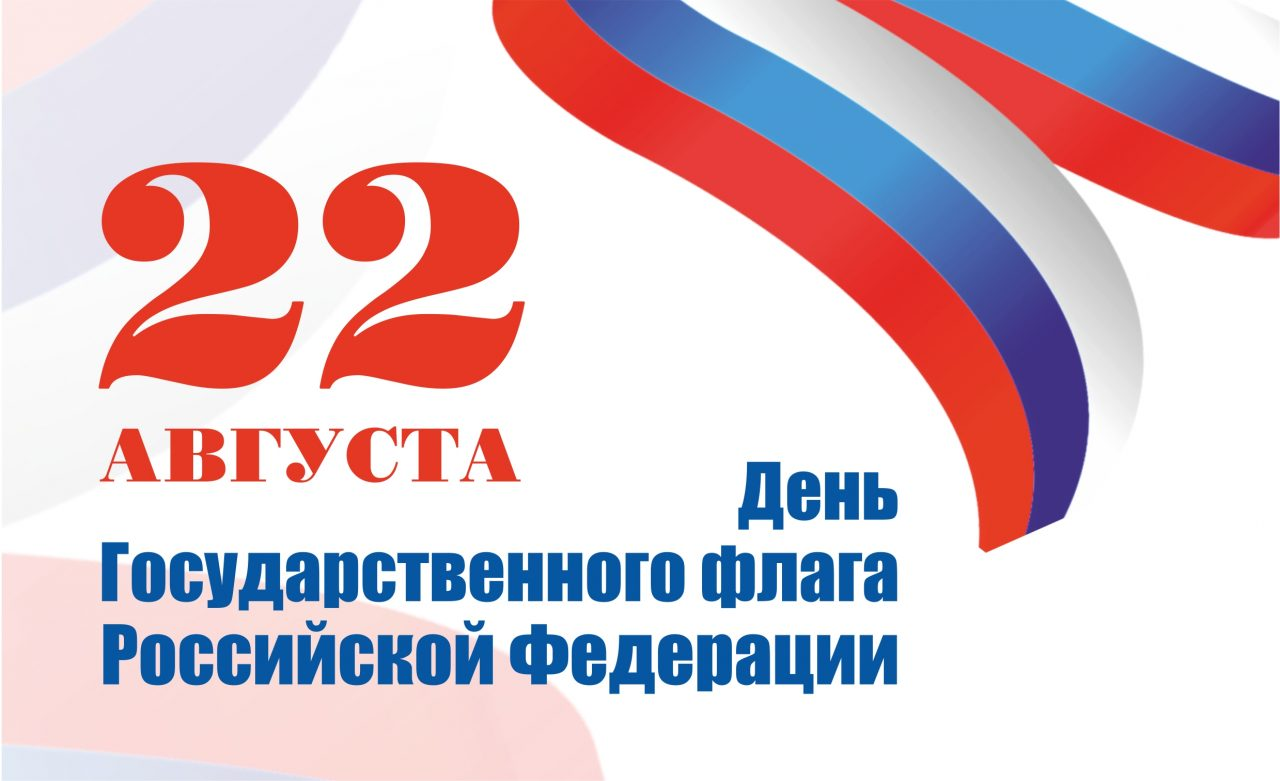 22
АВГУСТА
День
Государственного флага
Российской Федерации